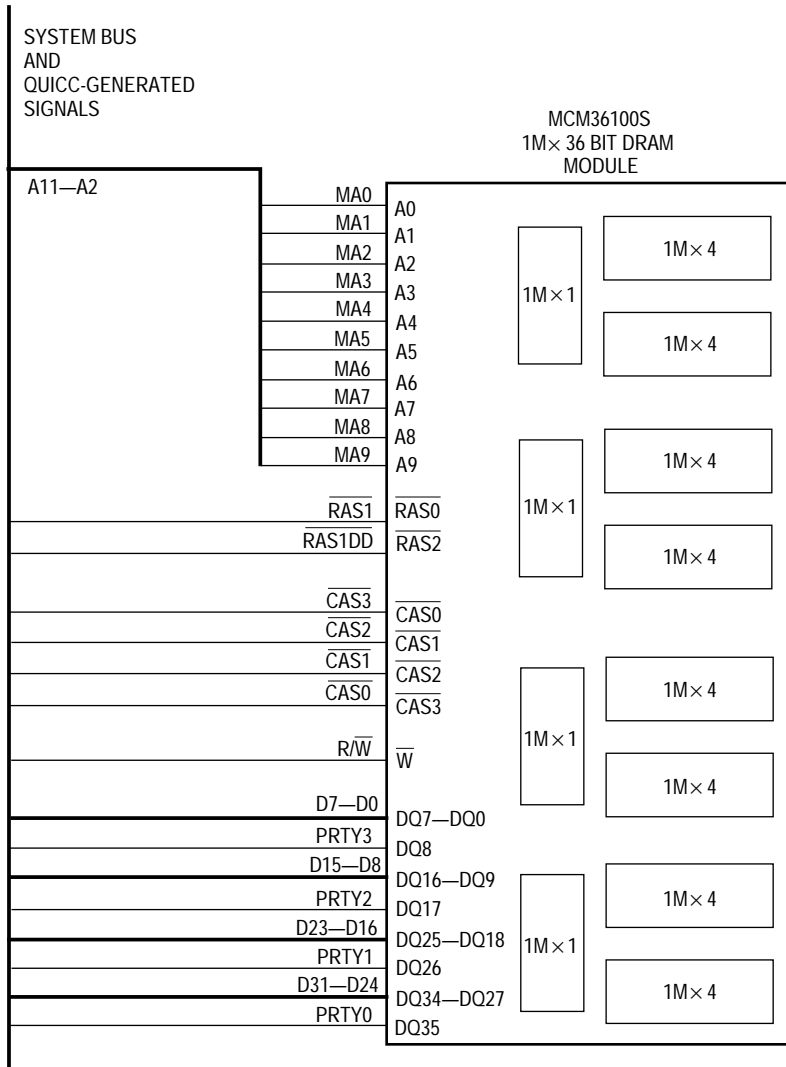 SYSTEM BUS
AND
QUICC-GENERATED
SIGNALS
MCM36100S
1M× 36 BIT DRAM
MODULE
A11—A2
MA0
A0
MA1
A1
MA2
A2
MA3
A3
MA4
A4
MA5
A5
MA6
A6
MA7
A7
MA8
A8
MA9
A9
RAS1
RAS0
RAS1DD
RAS2
CAS3
CAS0
CAS2
CAS1
CAS1
CAS2
CAS0
CAS3
R/W
W
D7—D0
DQ7—DQ0
PRTY3
DQ8
D15—D8
DQ16—DQ9
PRTY2
DQ17
D23—D16
DQ25—DQ18
PRTY1
DQ26
D31—D24
DQ34—DQ27
PRTY0
DQ35
1M×1
1M×4
1M×4
1M×1
1M×4
1M×4
1M×1
1M×4
1M×4
1M×1
1M×4
1M×4